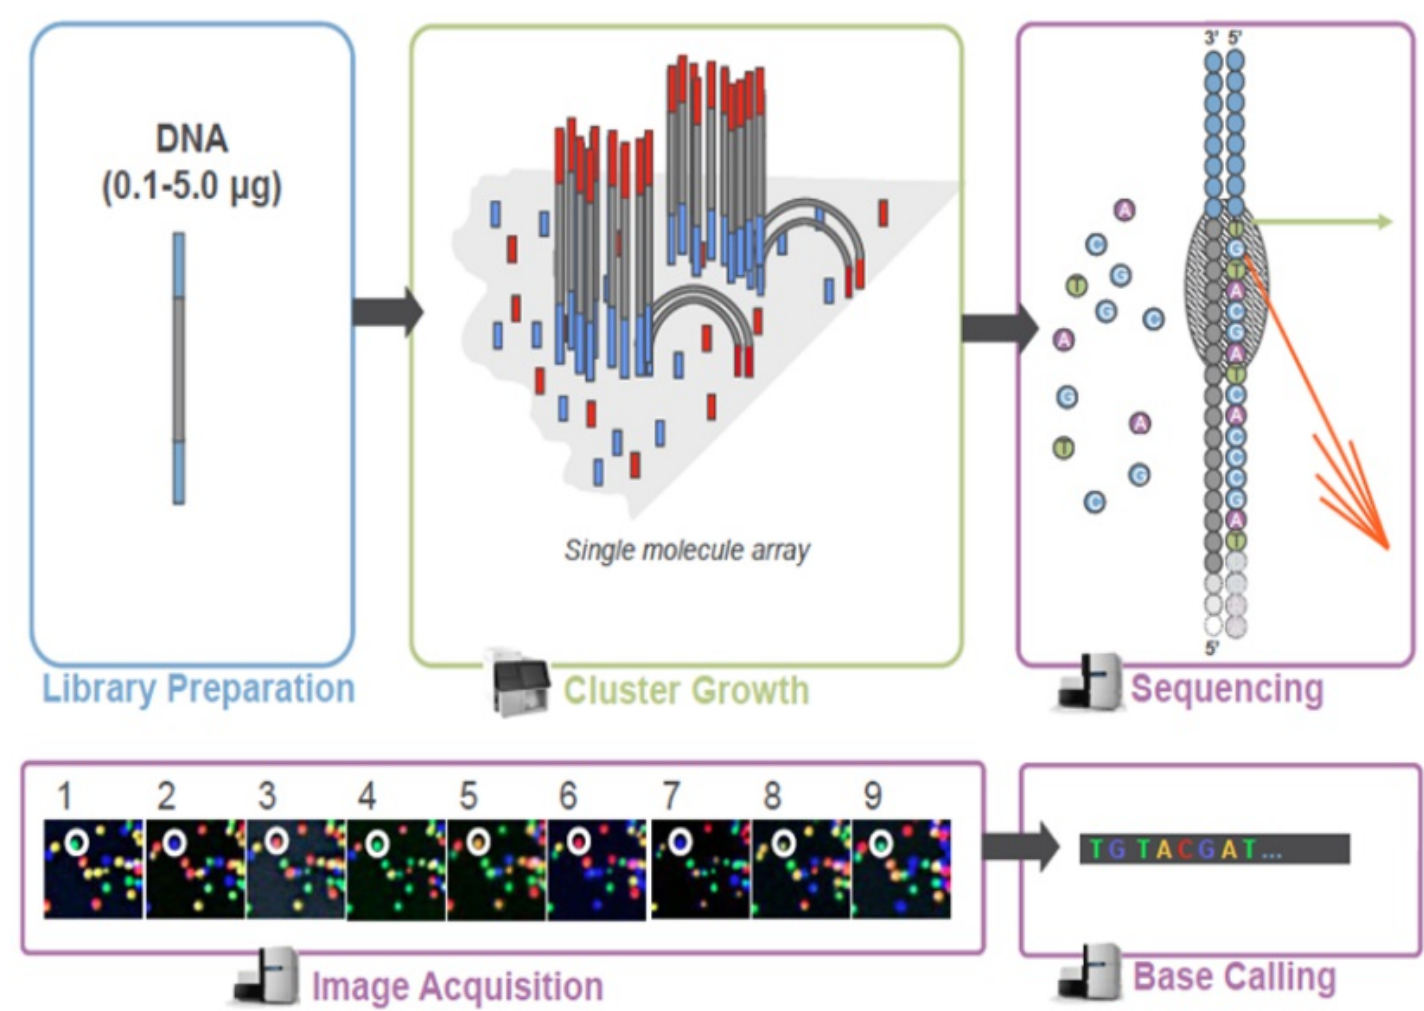 DNA
(0.1-5.0 µg)
Library Preparation
Single molecule array
Cluster Growth
3' 5'
A
C
G
T
G
C
A
G
A
T
G
C
T
G
T
A
C
G
A
T
C
A
C
C
C
G
A
T
5'
Sequencing
1 2 3 4 5 6 7 8 9
Image Acquisition
TGTACGAT...
Base Calling